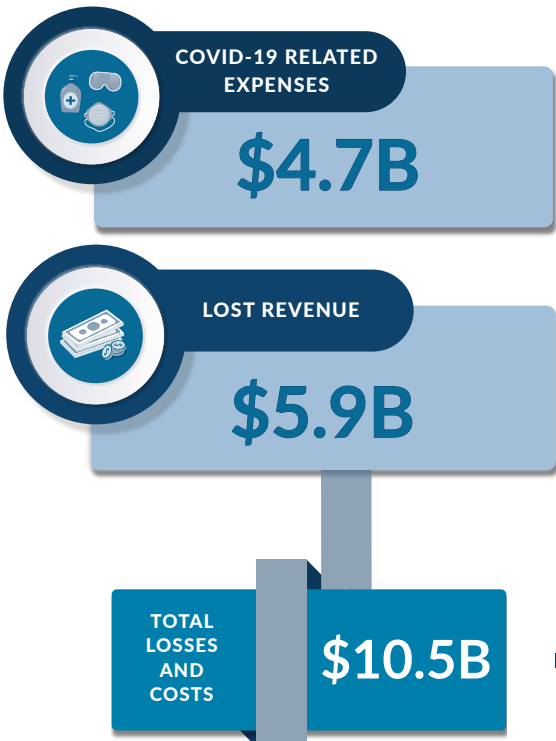 COVID-19 RELATED
EXPENSES
$4.7B
LOST REVENUE
$5.9B
TOTAL
LOSSES
AND
COSTS
$10.5B